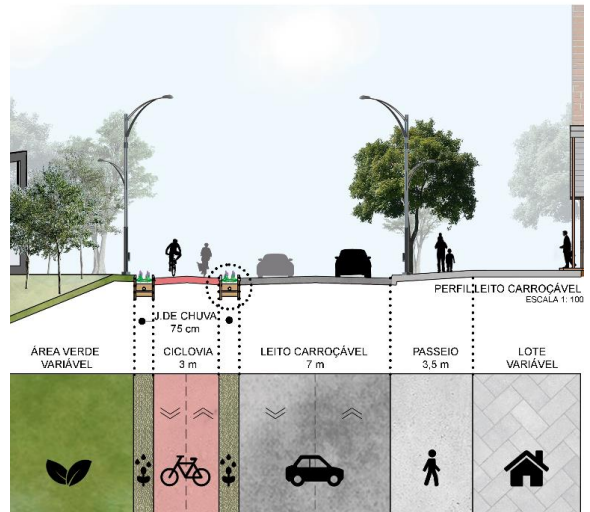 PERFIL LEITO CARROÇÁVEL
ESCALA 1: 100
J.DE CHUVA
75 cm
ÁREA VERDE
VARIÁVEL
CICLOVIA
3 m
LEITO CARROÇÁVEL
7 m
PASSEIO
3,5 m
LOTE
VARIÁVEL